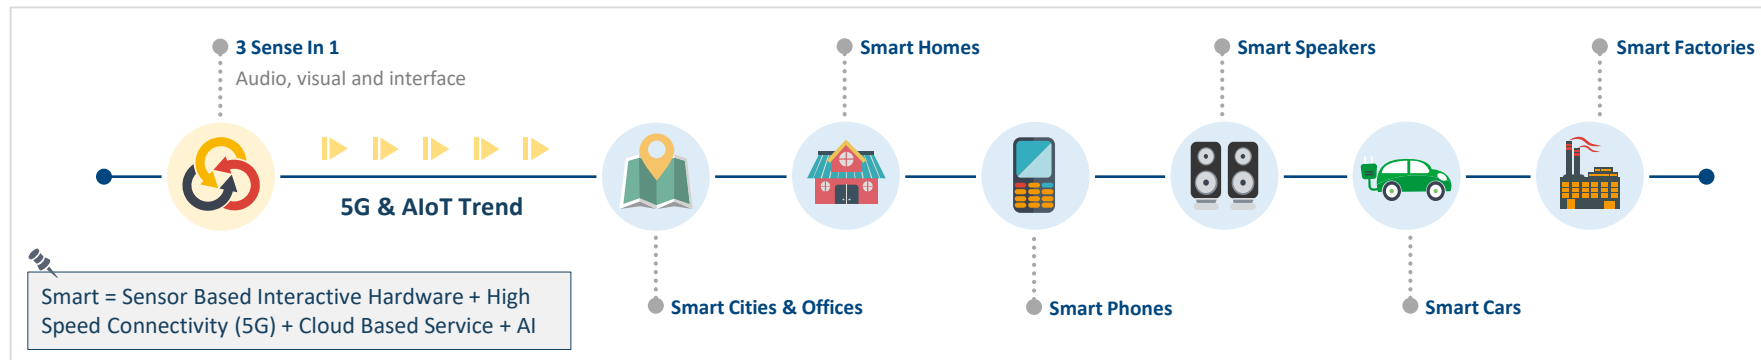 3 Sense In 1
Audio, visual and interface
Smart Homes
Smart Speakers
Smart Factories
5G & AIoT Trend
Smart = Sensor Based Interactive Hardware + High
Speed Connectivity (5G) + Cloud Based Service + AI
Smart Cities & Offices
Smart Phones
Smart Cars